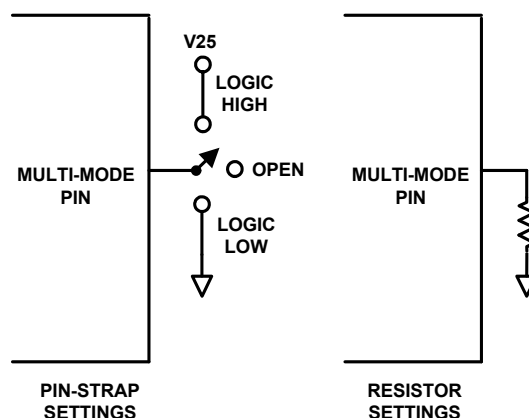 V25
LOGIC
HIGH
MULTI-MODE
PIN
OPEN
LOGIC
LOW
PIN-STRAP
SETTINGS
MULTI-MODE
PIN
RESISTOR
SETTINGS